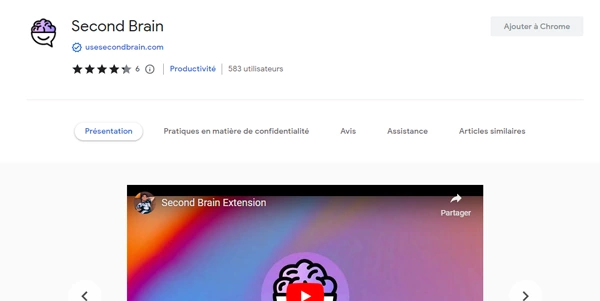 Second Brain
Ajouter à Chrome
usesecondbrain.com
6 Productivité 583 utilisateurs
Présentation Pratiques en matière de confidentialité Avis Assistance Articles similaires
Second Brain Extension
Partager